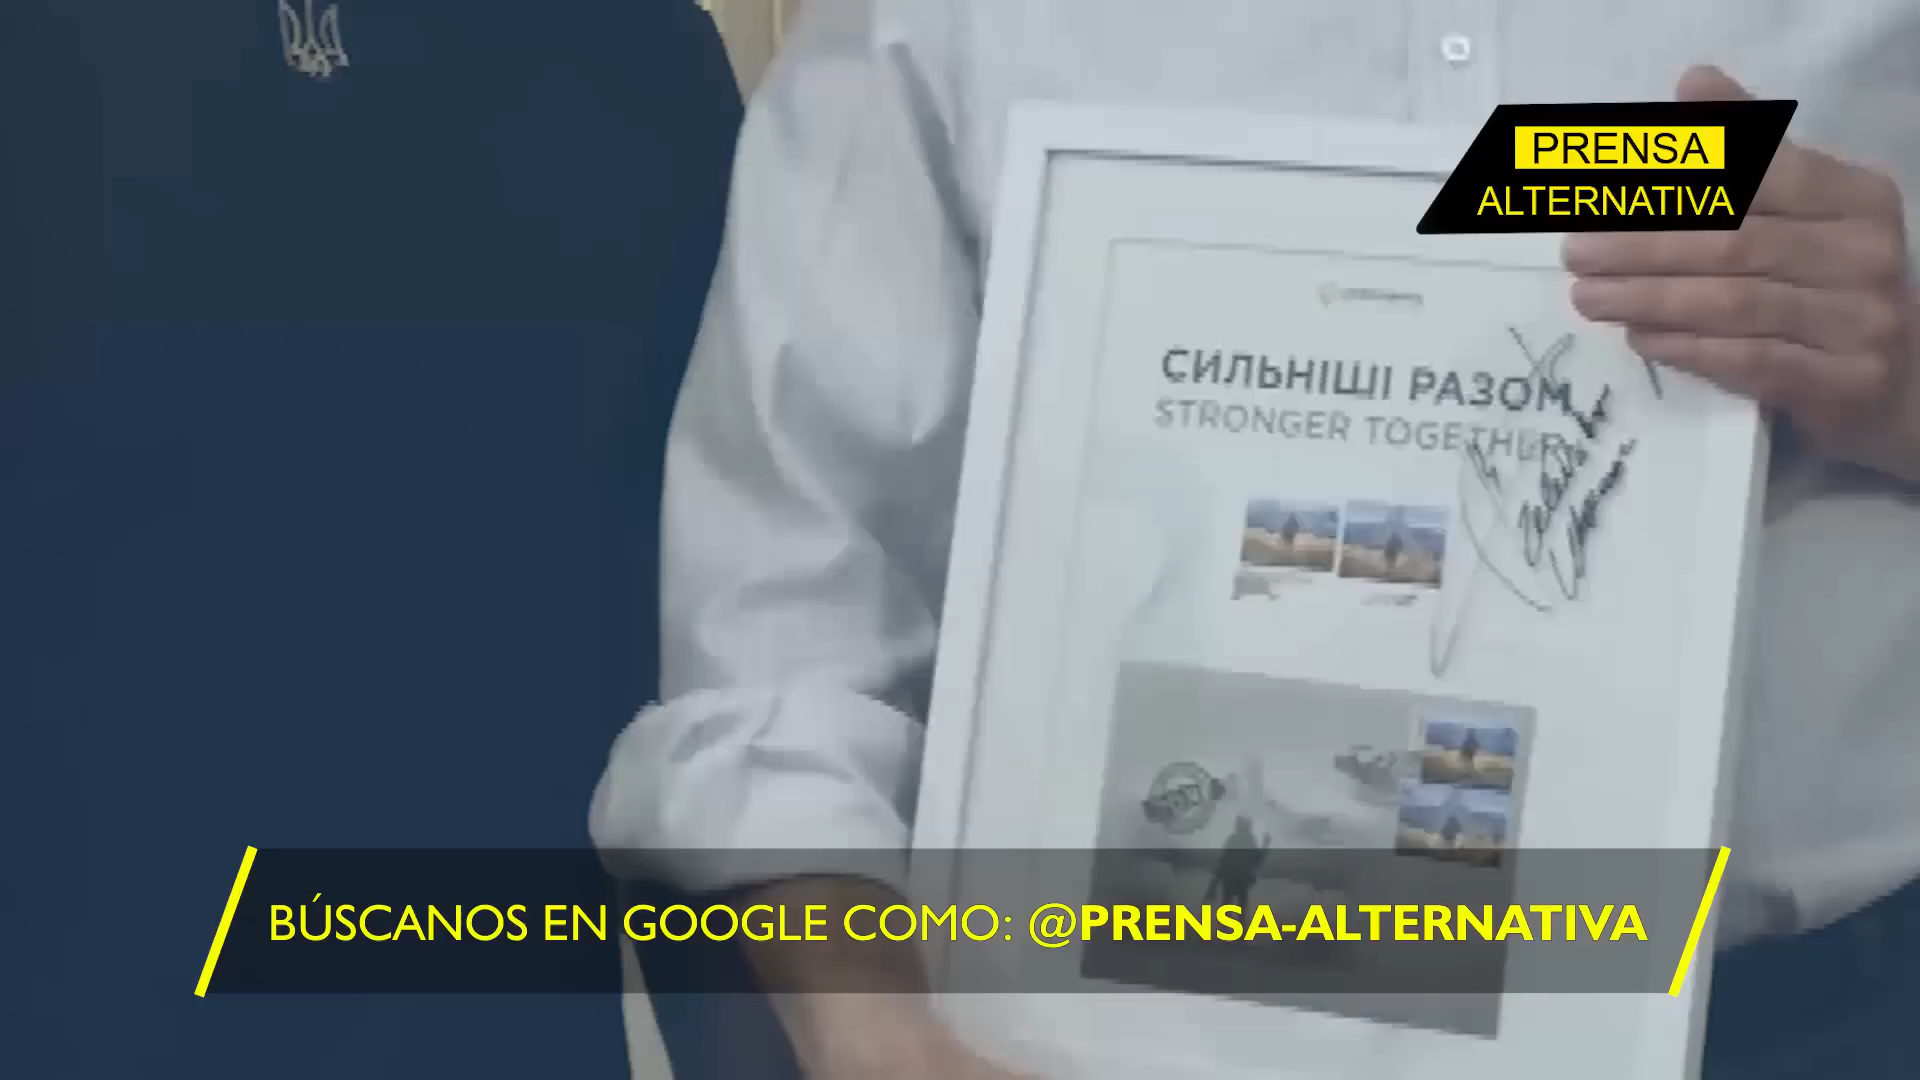 PRENSA
ALTERNATIVA
СИЛЬНІШІ РАЗОМ
STRONGER TOGETHER
BÚSCANOS EN GOOGLE COMO: @PRENSA-ALTERNATIVA